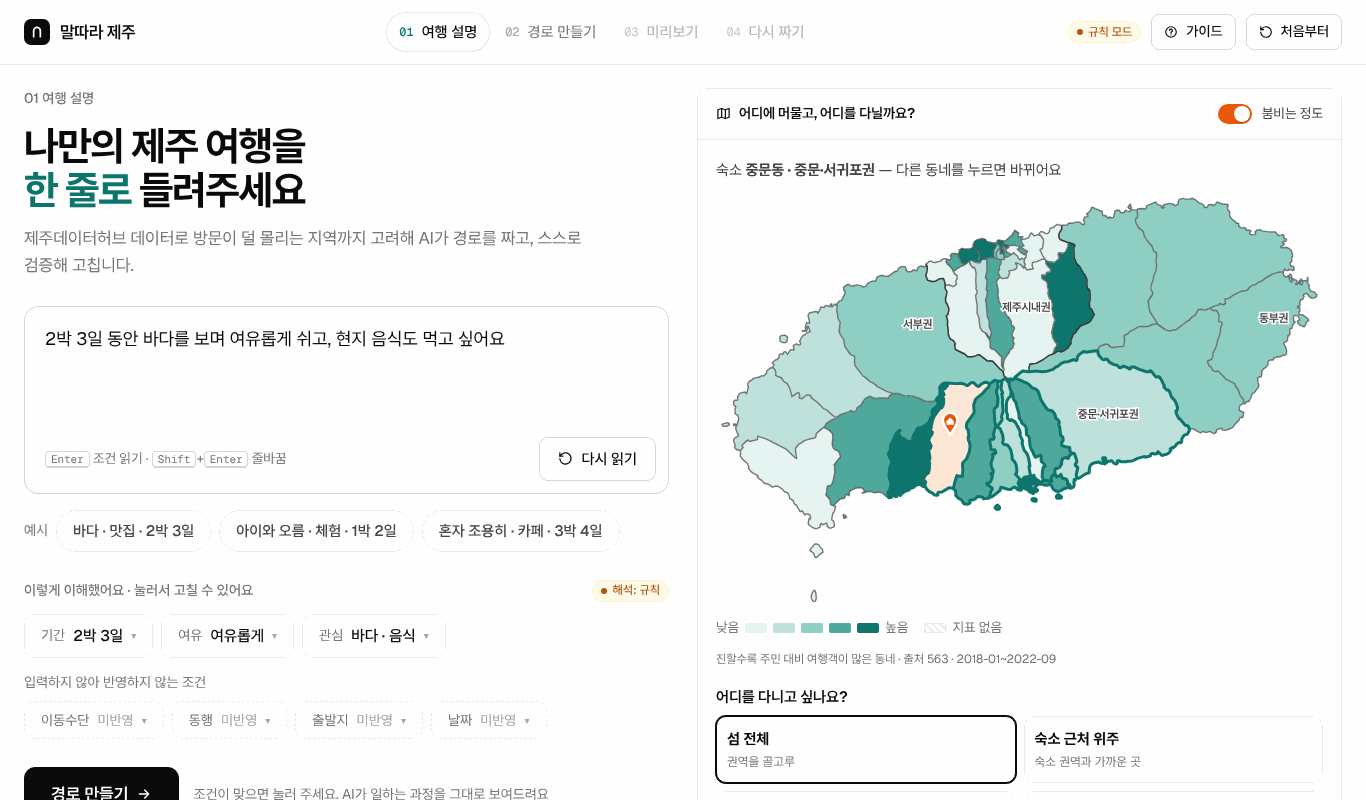 말따라 제주
01 여행 설명
02 경로 만들기
03 미리보기
04 다시 짜기
규칙 모드
가이드
처음부터
01 여행 설명
나만의 제주 여행을
한 줄로 들려주세요
제주데이터허브 데이터로 방문이 덜 몰리는 지역까지 고려해 AI가 경로를 짜고, 스스로
검증해 고칩니다.
2박 3일 동안 바다를 보며 여유롭게 쉬고, 현지 음식도 먹고 싶어요
Enter 조건 읽기 · Shift+Enter 줄바꿈
다시 읽기
예시
바다 · 맛집 · 2박 3일
아이와 오름 · 체험 · 1박 2일
혼자 조용히 · 카페 · 3박 4일
이렇게 이해했어요 · 눌러서 고칠 수 있어요
해석: 규칙
기간 2박 3일 ▾
여유 여유롭게 ▾
관심 바다 · 음식 ▾
입력하지 않아 반영하지 않는 조건
이동수단 미반영 ▾
동행 미반영 ▾
출발지 미반영 ▾
날짜 미반영 ▾
경로 만들기 →
조건이 맞으면 눌러 주세요. AI가 일하는 과정을 그대로 보여드려요
어디에 머물고, 어디를 다닐까요?
붐비는 정도
숙소 중문동 · 중문·서귀포권 — 다른 동네를 누르면 바뀌어요
제주시내권
서부권
동부권
중문·서귀포권
낮음
높음
지표 없음
진할수록 주민 대비 여행객이 많은 동네 · 출처 563 · 2018-01~2022-09
어디를 다니고 싶나요?
섬 전체
권역을 골고루
숙소 근처 위주
숙소 권역과 가까운 곳